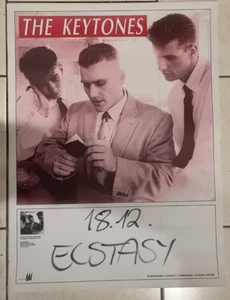 THE KEYTONES
18.12.
ECSTASY